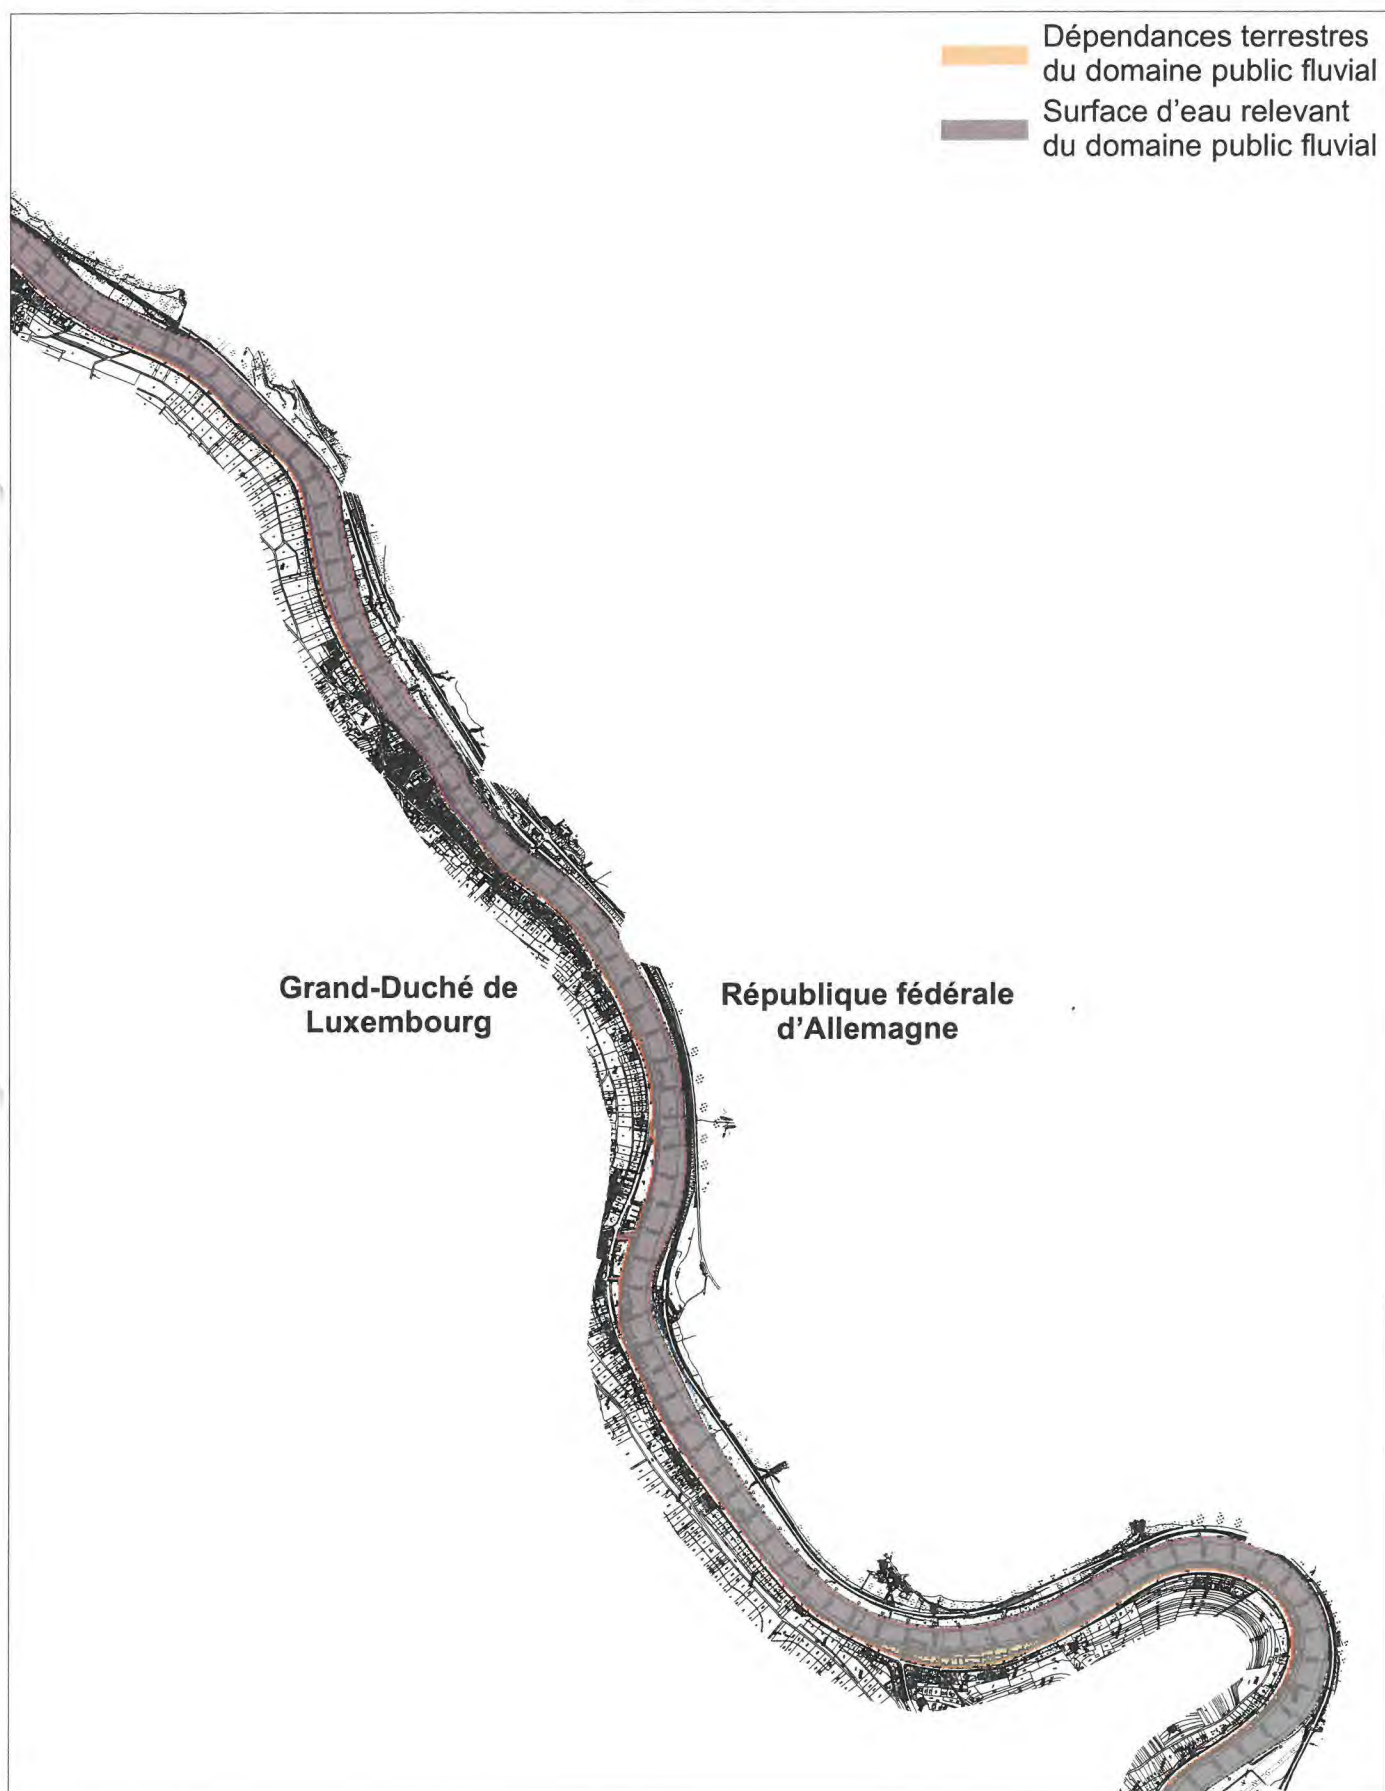 Dépendances terrestres
du domaine public fluvial
Surface d'eau relevant
du domaine public fluvial
Grand-Duché de
Luxembourg
République fédérale
d'Allemagne